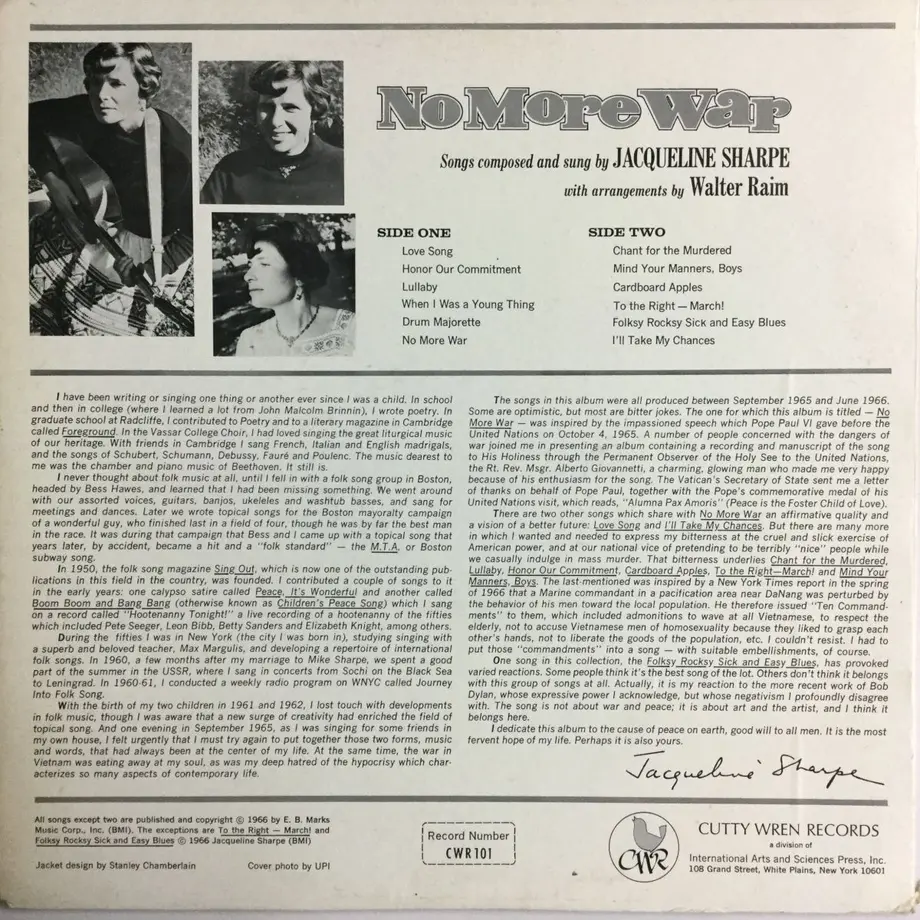 No More War
Songs composed and sung by JACQUELINE SHARPE
with arrangements by Walter Raim
SIDE ONE
Love Song
Honor Our Commitment
Lullaby
When I Was a Young Thing
Drum Majorette
No More War
SIDE TWO
Chant for the Murdered
Mind Your Manners, Boys
Cardboard Apples
To the Right — March!
Folksy Rocksy Sick and Easy Blues
I'll Take My Chances
I have been writing or singing one thing or another ever since I was a child. In school
and then in college (where I learned a lot from John Malcolm Brinnin), I wrote poetry. In
graduate school at Radcliffe, I contributed to Poetry and to a literary magazine in Cambridge
called Foreground. In the Vassar College Choir, I had loved singing the great liturgical music
of our heritage. With friends in Cambridge I sang French, Italian and English madrigals,
and the songs of Schubert, Schumann, Debussy, Fauré and Poulenc. The music dearest to
me was the chamber and piano music of Beethoven. It still is.
I never thought about folk music at all, until I fell in with a folk song group in Boston,
headed by Bess Hawes, and learned that I had been missing something. We went around
with our assorted voices, guitars, banjos, ukeleles and washtub basses, and sang for
meetings and dances. Later we wrote topical songs for the Boston mayoralty campaign
of a wonderful guy, who finished last in a field of four, though he was by far the best man
in the race. It was during that campaign that Bess and I came up with a topical song that
years later, by accident, became a hit and a "folk standard" — the M.T.A. or Boston
subway song.
In 1950, the folk song magazine Sing Out, which is now one of the outstanding pub-
lications in this field in the country, was founded. I contributed a couple of songs to it
in the early years: one calypso satire called Peace, It's Wonderful and another called
Boom Boom and Bang Bang (otherwise known as Children's Peace Song) which I sang
on a record called "Hootenanny Tonight!" a live recording of a hootenanny of the fifties
which included Pete Seeger, Leon Bibb, Betty Sanders and Elizabeth Knight, among others.
During the fifties I was in New York (the city I was born in), studying singing with
a superb and beloved teacher, Max Margulis, and developing a repertoire of international
folk songs. In 1960, a few months after my marriage to Mike Sharpe, we spent a good
part of the summer in the USSR, where I sang in concerts from Sochi on the Black Sea
to Leningrad. In 1960-61, I conducted a weekly radio program on WNYC called Journey
Into Folk Song.
With the birth of my two children in 1961 and 1962, I lost touch with developments
in folk music, though I was aware that a new surge of creativity had enriched the field of
topical song. And one evening in September 1965, as I was singing for some friends in
my own house, I felt urgently that I must try again to put together those two forms, music
and words, that had always been at the center of my life. At the same time, the war in
Vietnam was eating away at my soul, as was my deep hatred of the hypocrisy which char-
acterizes so many aspects of contemporary life.
The songs in this album were all produced between September 1965 and June 1966.
Some are optimistic, but most are bitter jokes. The one for which this album is titled — No
More War — was inspired by the impassioned speech which Pope Paul VI gave before the
United Nations on October 4, 1965. A number of people concerned with the dangers of
war joined me in presenting an album containing a recording and manuscript of the song
to His Holiness through the Permanent Observer of the Holy See to the United Nations,
the Rt. Rev. Msgr. Alberto Giovannetti, a charming, glowing man who made me very happy
because of his enthusiasm for the song. The Vatican's Secretary of State sent me a letter
of thanks on behalf of Pope Paul, together with the Pope's commemorative medal of his
United Nations visit, which reads, "Alumna Pax Amoris" (Peace is the Foster Child of Love).
There are two other songs which share with No More War an affirmative quality and
a vision of a better future: Love Song and I'll Take My Chances. But there are many more
in which I wanted and needed to express my bitterness at the cruel and slick exercise of
American power, and at our national vice of pretending to be terribly "nice" people while
we casually indulge in mass murder. That bitterness underlies Chant for the Murdered,
Lullaby, Honor Our Commitment, Cardboard Apples, To the Right—March! and Mind Your
Manners, Boys. The last-mentioned was inspired by a New York Times report in the spring
of 1966 that a Marine commandant in a pacification area near DaNang was perturbed by
the behavior of his men toward the local population. He therefore issued "Ten Command-
ments" to them, which included admonitions to wave at all Vietnamese, to respect the
elderly, not to accuse Vietnamese men of homosexuality because they liked to grasp each
other's hands, not to liberate the goods of the population, etc. I couldn't resist. I had to
put those "commandments" into a song — with suitable embellishments, of course.
One song in this collection, the Folksy Rocksy Sick and Easy Blues, has provoked
varied reactions. Some people think it's the best song of the lot. Others don't think it belongs
with this group of songs at all. Actually, it is my reaction to the more recent work of Bob
Dylan, whose expressive power I acknowledge, but whose negativism I profoundly disagree
with. The song is not about war and peace; it is about art and the artist, and I think it
belongs here.
I dedicate this album to the cause of peace on earth, good will to all men. It is the most
fervent hope of my life. Perhaps it is also yours.
Jacqueline Sharpe
All songs except two are published and copyright © 1966 by E. B. Marks
Music Corp., Inc. (BMI). The exceptions are To the Right — March! and
Folksy Rocksy Sick and Easy Blues © 1966 Jacqueline Sharpe (BMI)
Jacket design by Stanley Chamberlain Cover photo by UPI
Record Number
CWR 101
CWR
CUTTY WREN RECORDS
a division of
International Arts and Sciences Press, Inc.
108 Grand Street, White Plains, New York 10601